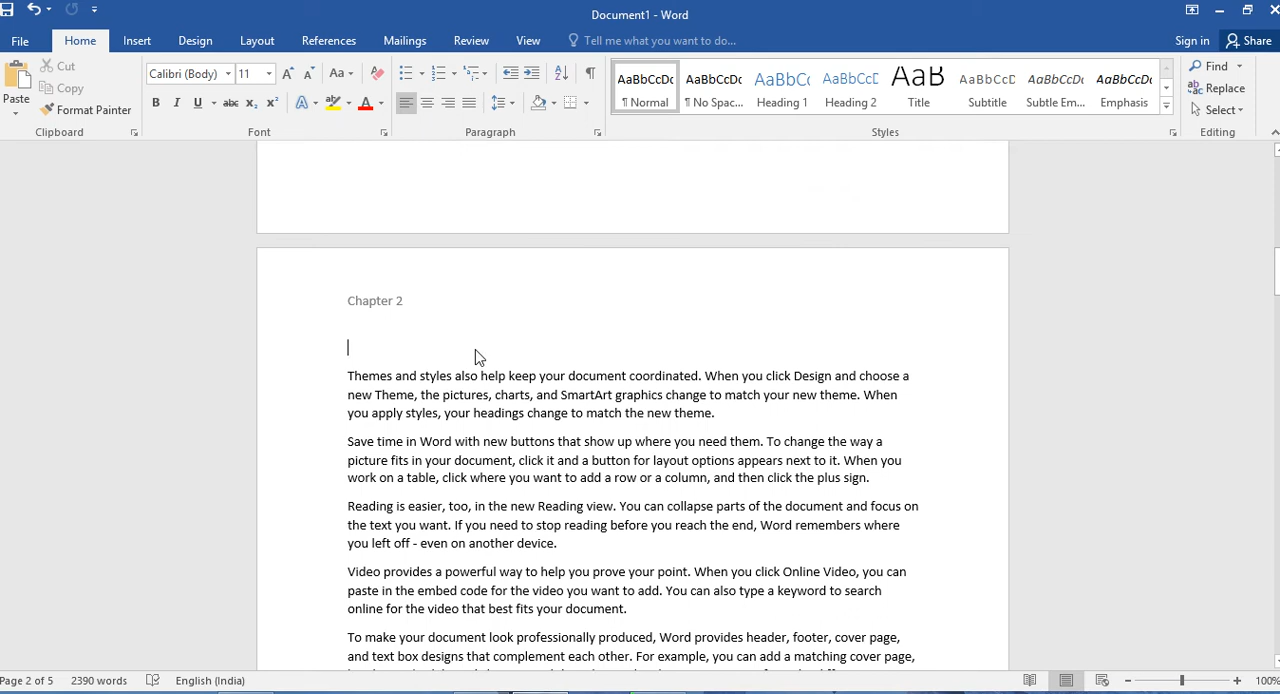 Document1 - Word
File Home Insert Design Layout References Mailings Review View Tell me what you want to do... Sign in Share
Paste Cut Copy Format Painter
Calibri (Body) 11 Aa
B I U abc x₂ x² A ab A
AaBbCcDc ¶ Normal
AaBbCcDc ¶ No Spac...
AaBbC Heading 1
AaBbCcD Heading 2
AaB Title
AaBbCcD Subtitle
AaBbCcDc Subtle Em...
AaBbCcDc Emphasis
Find
Replace
Select
Clipboard Font Paragraph Styles Editing
Chapter 2
Themes and styles also help keep your document coordinated. When you click Design and choose a
new Theme, the pictures, charts, and SmartArt graphics change to match your new theme. When
you apply styles, your headings change to match the new theme.
Save time in Word with new buttons that show up where you need them. To change the way a
picture fits in your document, click it and a button for layout options appears next to it. When you
work on a table, click where you want to add a row or a column, and then click the plus sign.
Reading is easier, too, in the new Reading view. You can collapse parts of the document and focus on
the text you want. If you need to stop reading before you reach the end, Word remembers where
you left off - even on another device.
Video provides a powerful way to help you prove your point. When you click Online Video, you can
paste in the embed code for the video you want to add. You can also type a keyword to search
online for the video that best fits your document.
To make your document look professionally produced, Word provides header, footer, cover page,
and text box designs that complement each other. For example, you can add a matching cover page,
Page 2 of 5 2390 words English (India) 100%